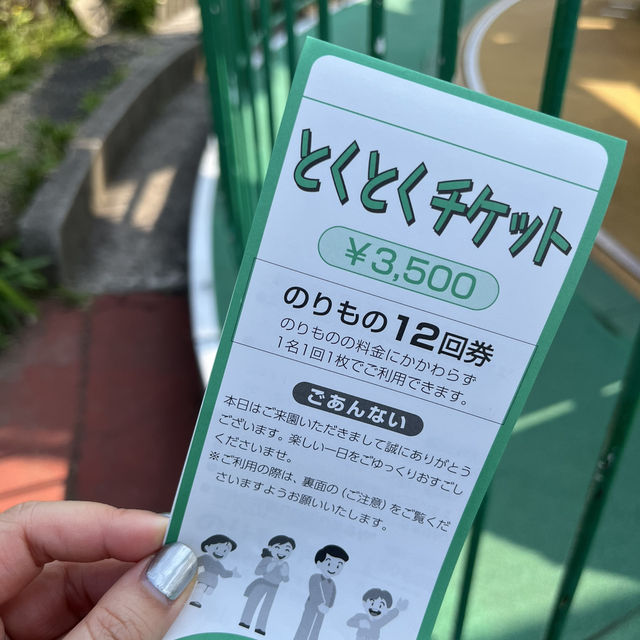 とくとくチケット
￥3,500
のりもの12回券
のりものの料金にかかわらず
1名1回1枚でご利用できます。
ごあんない
本日はご来園いただきまして誠にありがとう
ございます。楽しい一日をごゆっくりおすごし
くださいませ。
※ご利用の際は、裏面の(ご注意)をご覧くだ
さいますようお願いいたします。